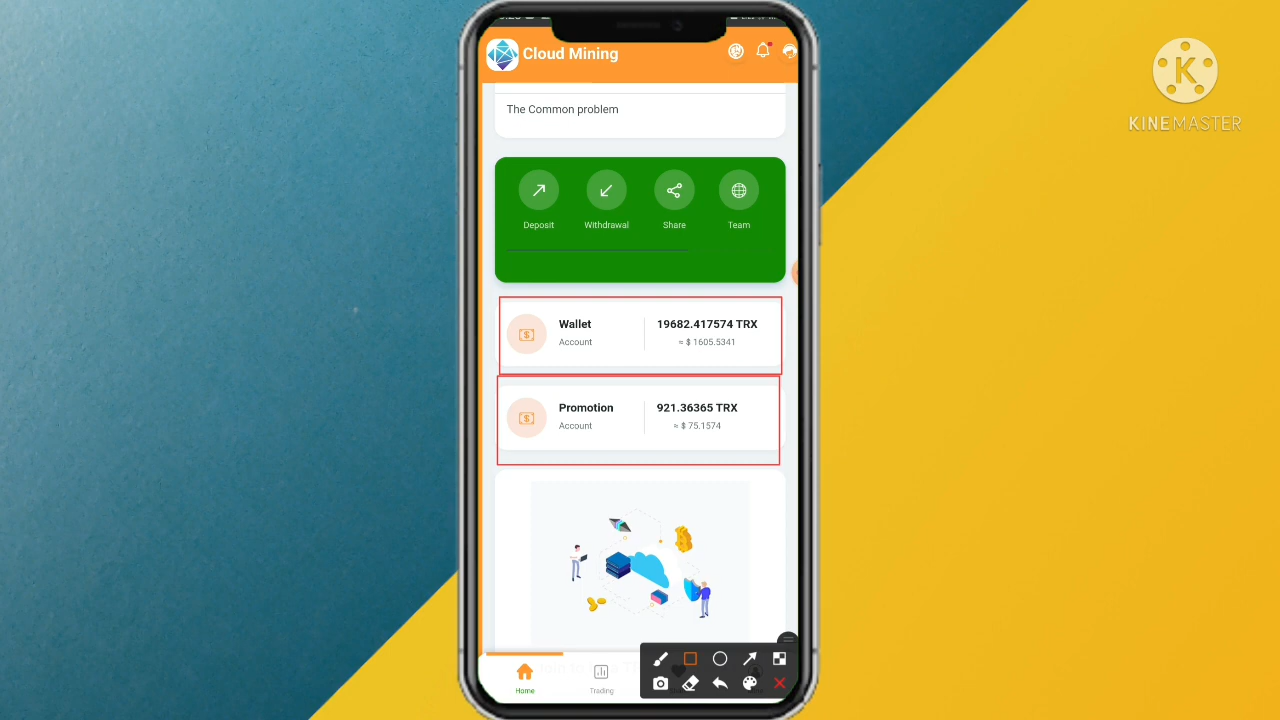 Cloud Mining
The Common problem
Deposit
Withdrawal
Share
Team
Wallet
Account
19682.417574 TRX
≈ $ 1605.5341
Promotion
Account
921.36365 TRX
≈ $ 75.1574
Home
Trading
K
KINEMASTER